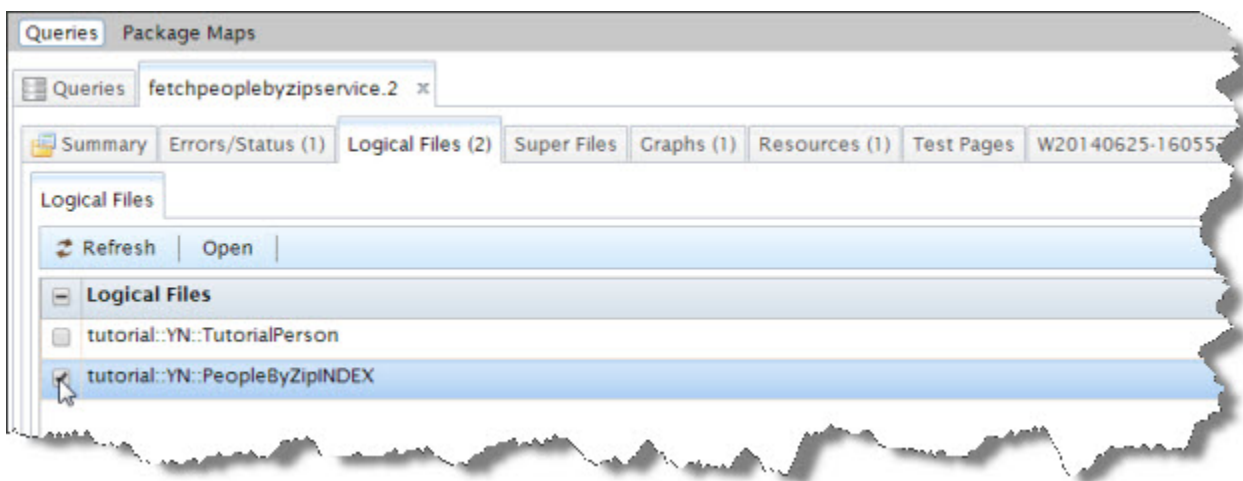 Queries Package Maps
Queries fetchpeoplebyzipservice.2 x
Summary Errors/Status (1) Logical Files (2) Super Files Graphs (1) Resources (1) Test Pages
Logical Files
Refresh | Open |
Logical Files
tutorial::YN::TutorialPerson
tutorial::YN::PeopleByZipINDEX